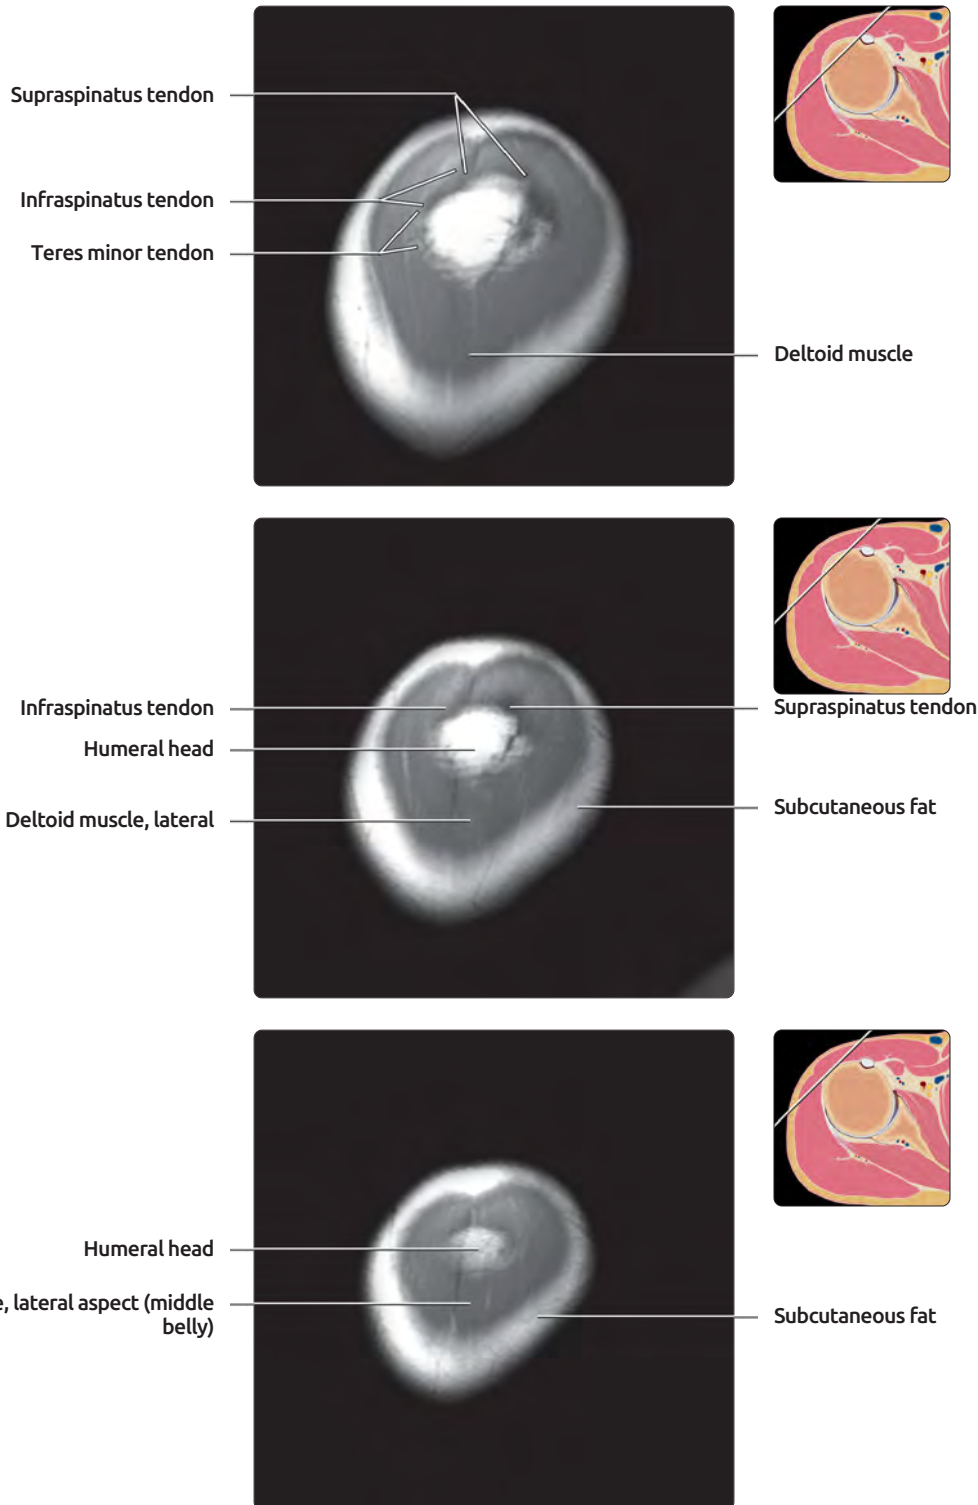 Supraspinatus tendon
Infraspinatus tendon
Teres minor tendon
Deltoid muscle
Infraspinatus tendon
Supraspinatus tendon
Humeral head
Subcutaneous fat
Deltoid muscle, lateral
Humeral head
, lateral aspect (middle
belly)
Subcutaneous fat